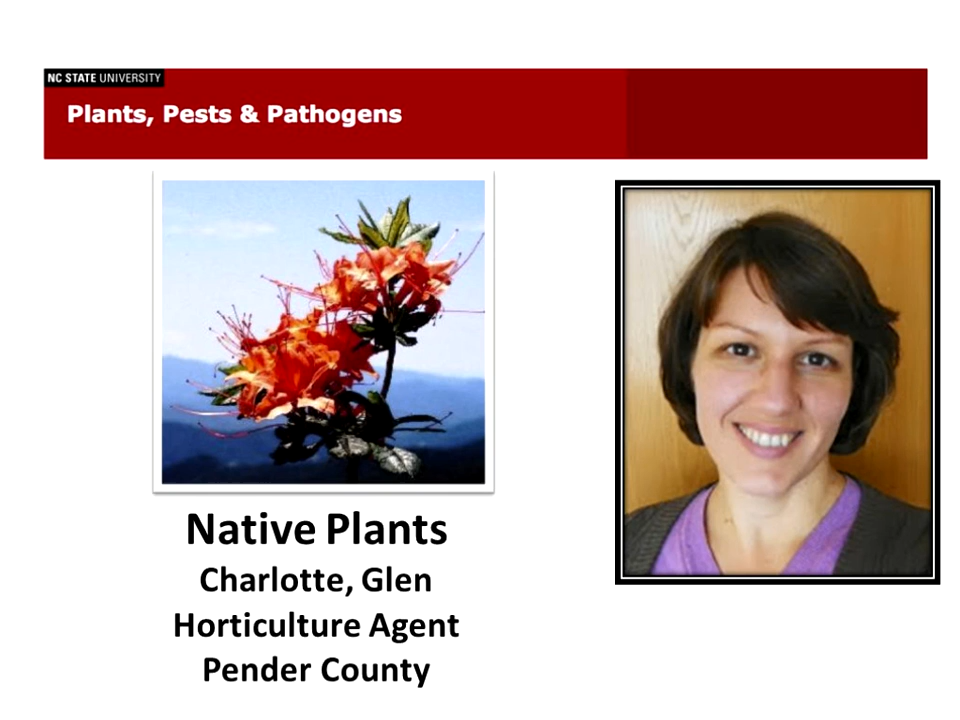 NC STATE UNIVERSITY
Plants, Pests & Pathogens
Native Plants
Charlotte, Glen
Horticulture Agent
Pender County